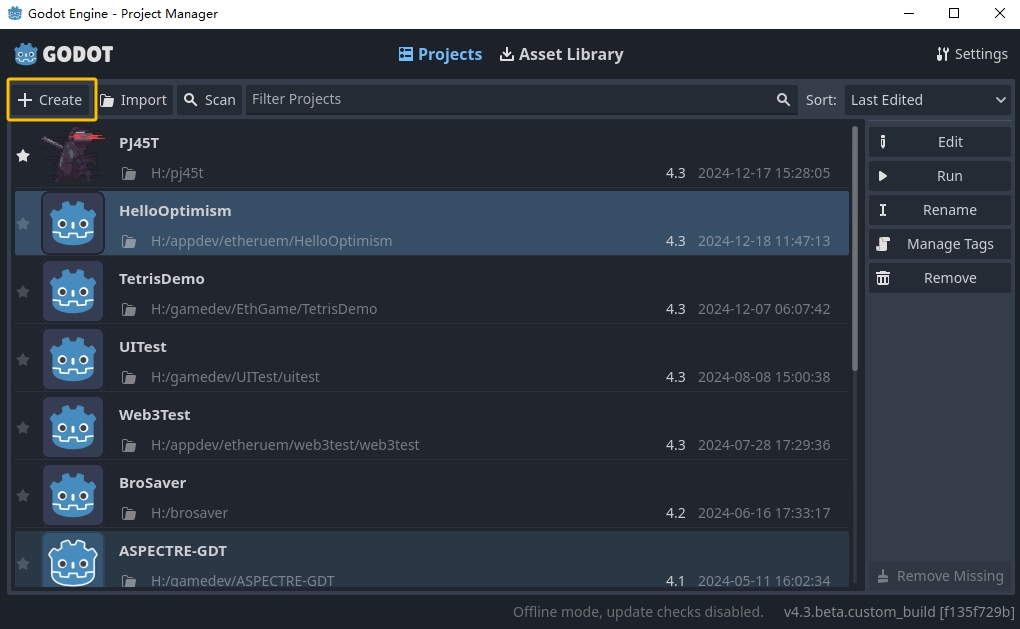 Godot Engine - Project Manager
GODOT
Projects
Asset Library
Settings
Create
Import
Scan
Filter Projects
Sort:
Last Edited
PJ45T
H:/pj45t
4.3
2024-12-17 15:28:05
HelloOptimism
H:/appdev/etheruem/HelloOptimism
4.3
2024-12-18 11:47:13
TetrisDemo
H:/gamedev/EthGame/TetrisDemo
4.3
2024-12-07 06:07:42
UITest
H:/gamedev/UITest/uitest
4.3
2024-08-08 15:00:38
Web3Test
H:/appdev/etheruem/web3test/web3test
4.3
2024-07-28 17:29:36
BroSaver
H:/brosaver
4.2
2024-06-16 17:33:17
ASPECTRE-GDT
H:/gamedev/ASPECTRE-GDT
4.1
2024-05-11 16:02:34
Edit
Run
Rename
Manage Tags
Remove
Remove Missing
Offline mode, update checks disabled.
v4.3.beta.custom_build [f135f729b]